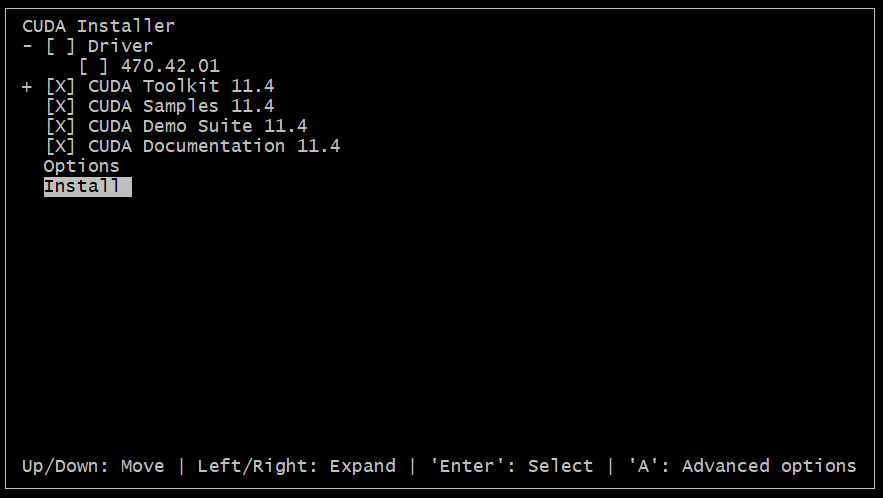 CUDA Installer
- [ ] Driver
[ ] 470.42.01
+ [X] CUDA Toolkit 11.4
[X] CUDA Samples 11.4
[X] CUDA Demo Suite 11.4
[X] CUDA Documentation 11.4
Options
Install
Up/Down: Move | Left/Right: Expand | 'Enter': Select | 'A': Advanced options